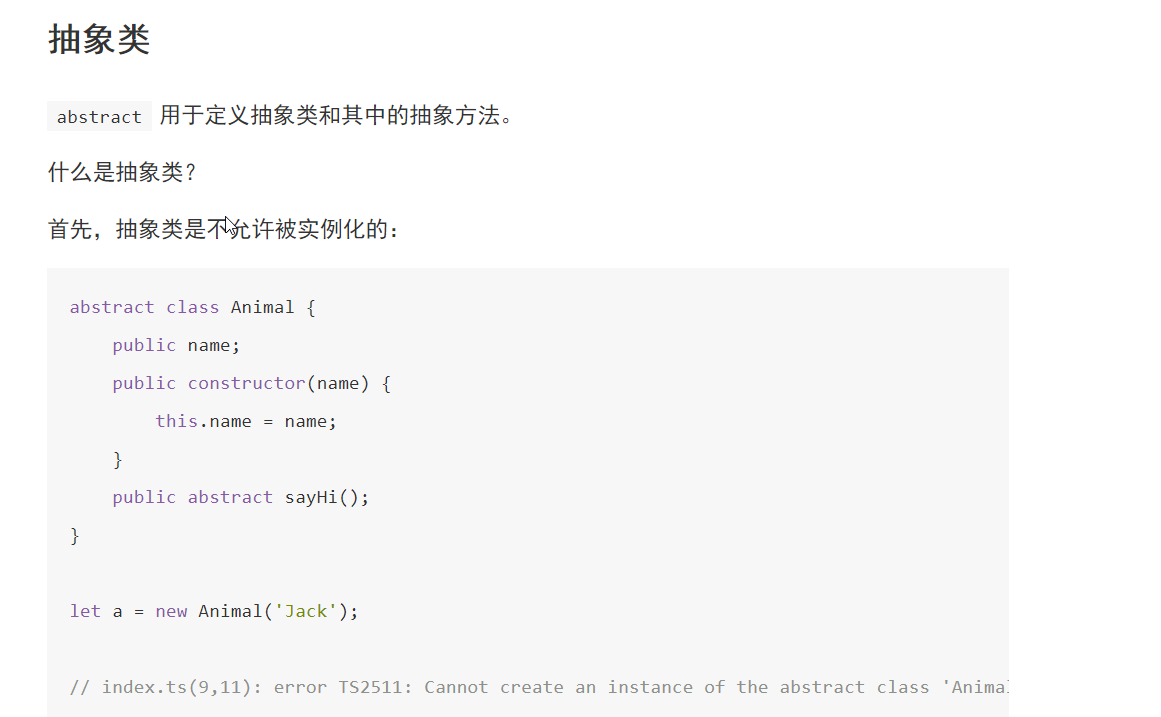 抽象类
abstract 用于定义抽象类和其中的抽象方法。
什么是抽象类？
首先，抽象类是不允许被实例化的：
abstract class Animal {
    public name;
    public constructor(name) {
        this.name = name;
    }
    public abstract sayHi();
}
let a = new Animal('Jack');
// index.ts(9,11): error TS2511: Cannot create an instance of the abstract class 'Animal